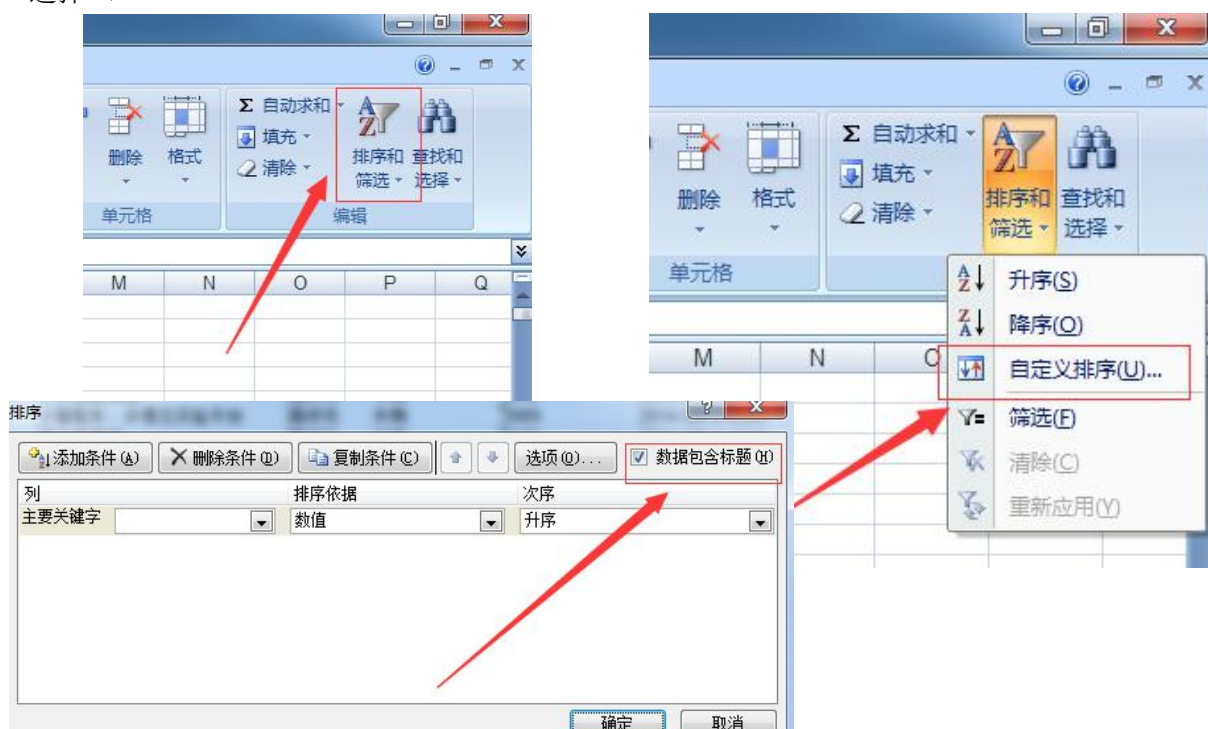 选择
Σ 自动求和
填充
清除
删除
格式
排序和
筛选
查找和
选择
单元格
编辑
M N O P Q
Σ 自动求和
填充
清除
删除
格式
排序和
筛选
查找和
选择
单元格
升序(S)
降序(O)
自定义排序(U)...
筛选(F)
清除(C)
重新应用(Y)
M N O
排序
添加条件(A) 删除条件(D) 复制条件(C) 选项(O)... 数据包含标题(H)
列 排序依据 次序
主要关键字 数值 升序
确定 取消